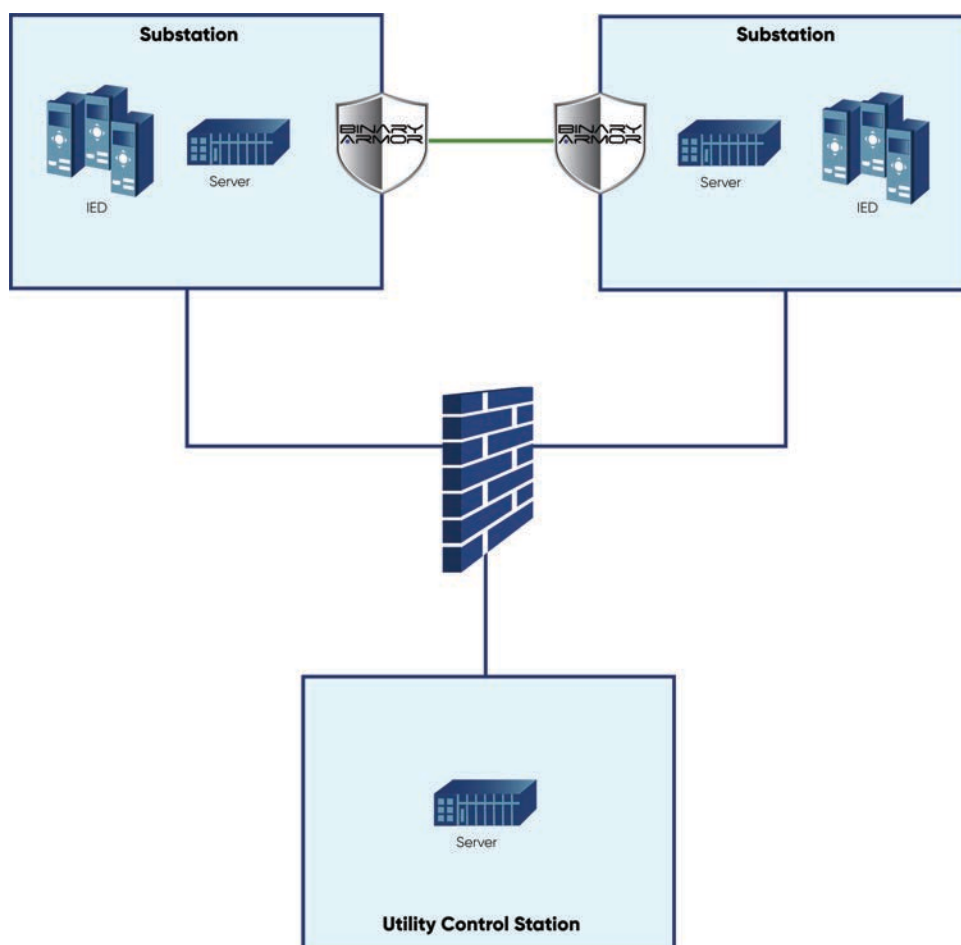 Substation
Substation
BINARY
ARMOR
BINARY
ARMOR
Server
IED
Server
IED
Server
Utility Control Station